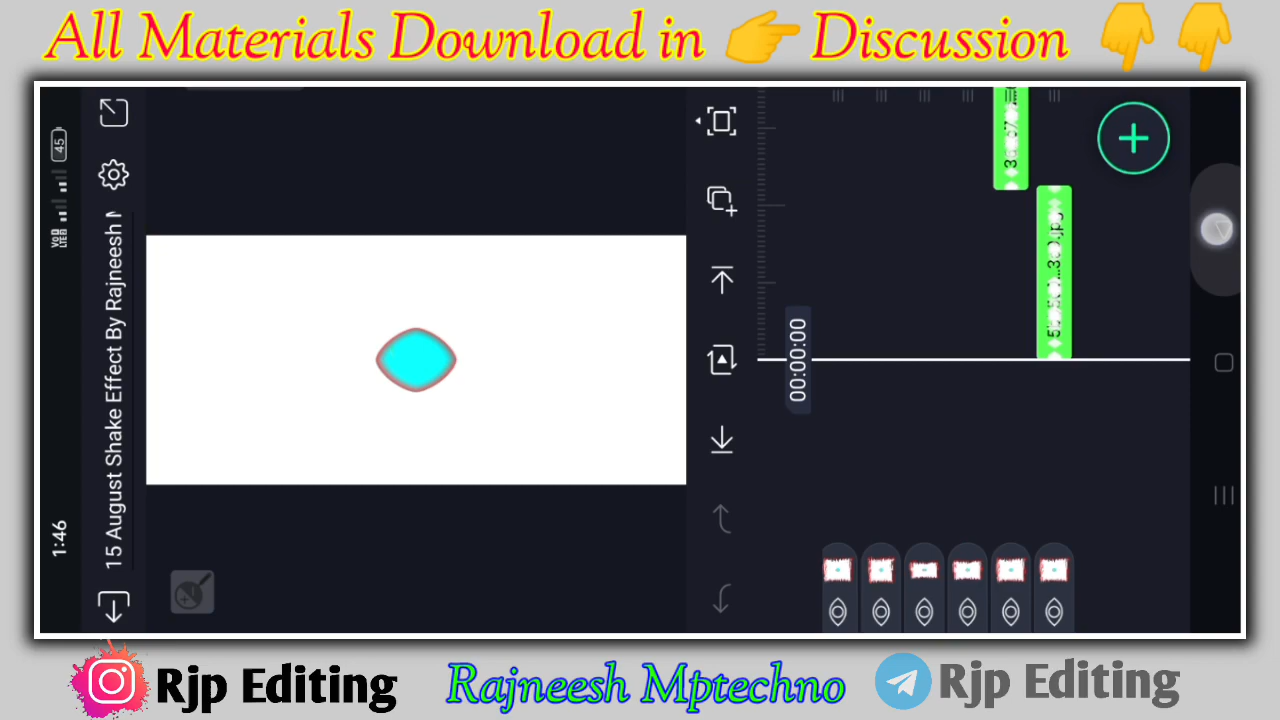 All Materials Download in 👉 Discussion 👇 👇
1:46
45
15 August Shake Effect By Rajneesh
00:00:00
Rjp Editing
Rajneesh Mptechno
Rjp Editing